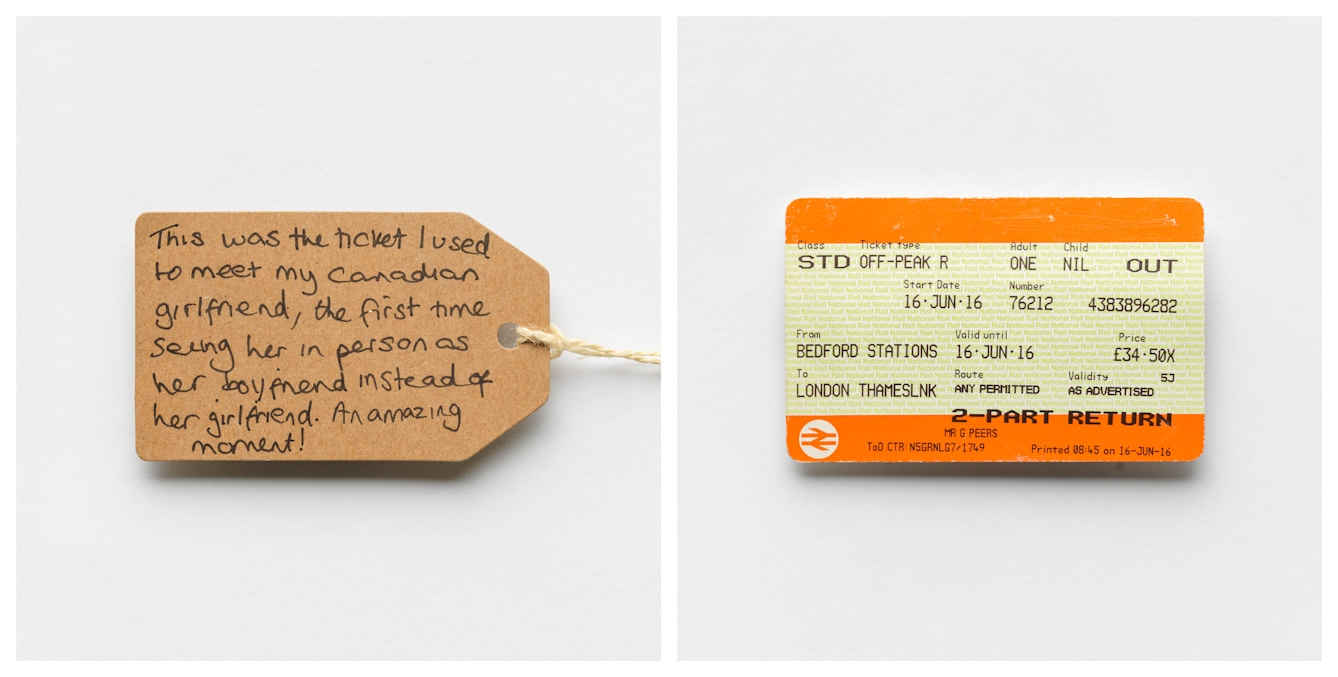 This was the ticket I used
to meet my Canadian
girlfriend, the first time
seeing her in person as
her boyfriend instead of
her girlfriend. An amazing
moment!
Class Ticket type Adult Child
STD OFF-PEAK R ONE NIL OUT
Start Date Number
16·JUN·16 76212 4383896282
From Valid until Price
BEDFORD STATIONS 16·JUN·16 £34·50X
To Route Validity 5J
LONDON THAMESLNK ANY PERMITTED AS ADVERTISED
2-PART RETURN
MR G PEERS
ToD CTR: N5GRNLG7/1749 Printed 08:45 on 16-JUN-16